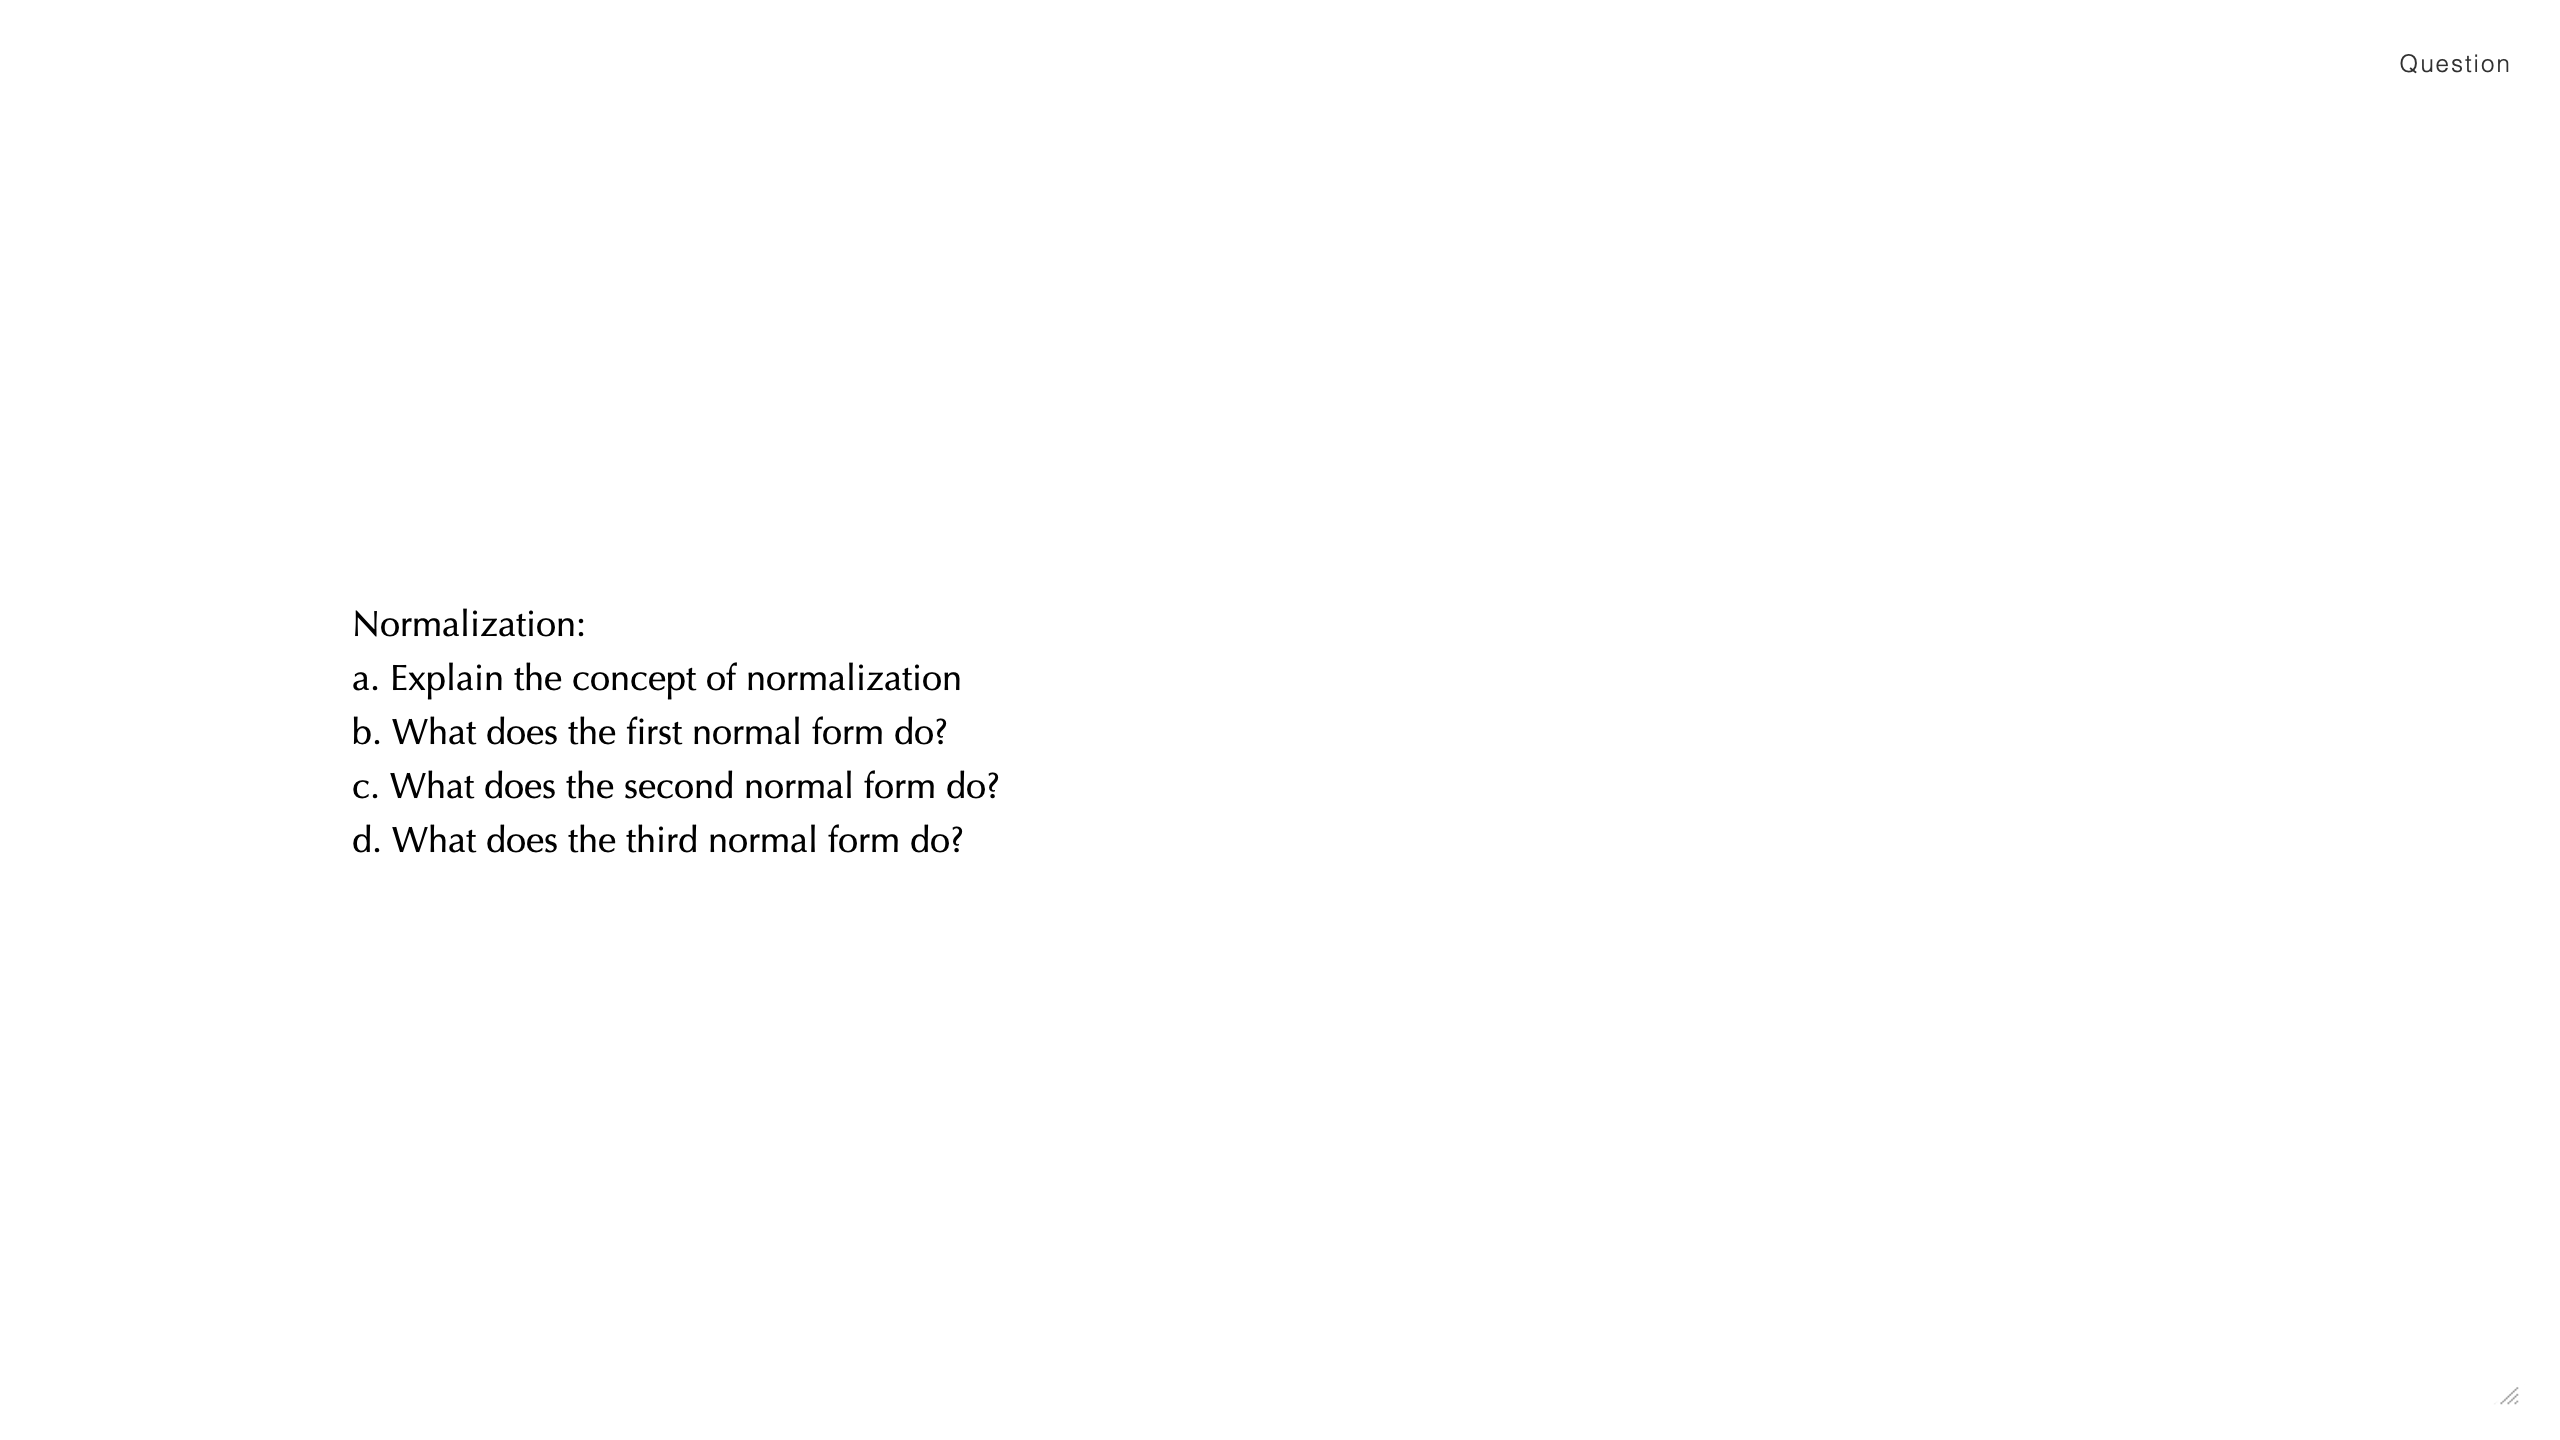 Question
Normalization:
a. Explain the concept of normalization
b. What does the first normal form do?
c. What does the second normal form do?
d. What does the third normal form do?